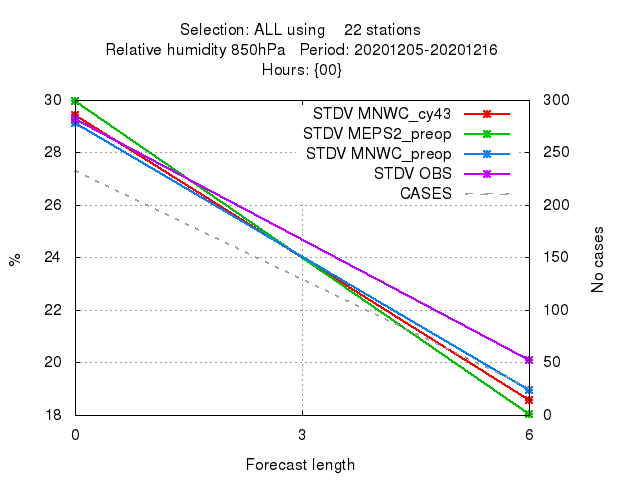 Selection: ALL using    22 stations
Relative humidity 850hPa   Period: 20201205-20201216
Hours: {00}
STDV MNWC_cy43
STDV MEPS2_preop
STDV MNWC_preop
STDV OBS
CASES
30
28
26
24
22
20
18
300
250
200
150
100
50
0
%
No cases
0
3
6
Forecast length